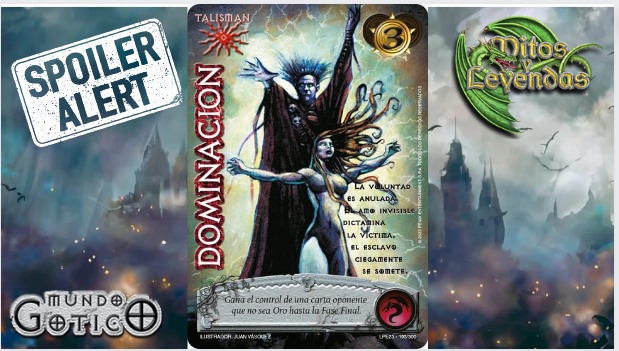 SPOILER
ALERT
MUNDO
GOTICO
TALISMAN
3
DOMINACION
LA VOLUNTAD
ES ANULADA.
EL AMO INVISIBLE
DICTAMINA
LA VICTIMA,
EL ESCLAVO
CIEGAMENTE
SE SOMETE.
Gana el control de una carta oponente
que no sea Oro hasta la Fase Final.
ILUSTRADOR: JUAN VÁSQUEZ
Mitos
y
Leyendas